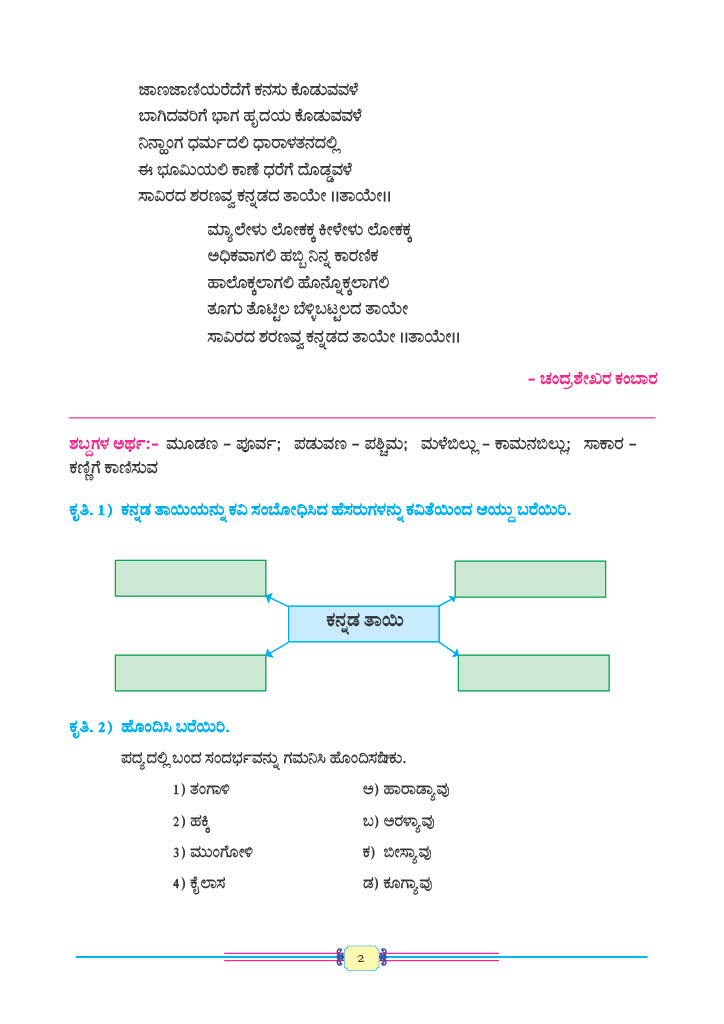 ಜಾಣಜಾಣೆಯರೆದೆಗೆ ಕನಸು ಕೊಡುವವಳೆ
ಬಾಗಿದವರಿಗೆ ಭಾಗ ಹೃದಯ ಕೊಡುವವಳೆ
ನಿನ್ಹಾಂಗ ಧರ್ಮದಲಿ ಧಾರಾಳತನದಲ್ಲಿ
ಈ ಭೂಮಿಯಲಿ ಕಾಣೆ ಧರೆಗೆ ದೊಡ್ಡವಳೆ
ಸಾವಿರದ ಶರಣವ್ವ ಕನ್ನಡದ ತಾಯೇ ।।ತಾಯೇ।।
ಮ್ಯಾಲೇಳು ಲೋಕಕ್ಕ ಕೀಳೇಳು ಲೋಕಕ್ಕ
ಅಧಿಕವಾಗಲಿ ಹಬ್ಬಿ ನಿನ್ನ ಕಾರಣಿಕ
ಹಾಲೊಕ್ಕಲಾಗಲಿ ಹೊನ್ನೊಕ್ಕಲಾಗಲಿ
ತೂಗು ತೊಟ್ಟಿಲ ಬೆಳ್ಳಿಬಟ್ಟಲದ ತಾಯೇ
ಸಾವಿರದ ಶರಣವ್ವ ಕನ್ನಡದ ತಾಯೇ ।।ತಾಯೇ।।
– ಚಂದ್ರಶೇಖರ ಕಂಬಾರ
ಶಬ್ದಗಳ ಅರ್ಥ:– ಮೂಡಣ – ಪೂರ್ವ; ಪಡುವಣ – ಪಶ್ಚಿಮ; ಮಳೆಬಿಲ್ಲು – ಕಾಮನಬಿಲ್ಲು; ಸಾಕಾರ –
ಕಣ್ಣಿಗೆ ಕಾಣಿಸುವ
ಕೃತಿ. 1) ಕನ್ನಡ ತಾಯಿಯನ್ನು ಕವಿ ಸಂಬೋಧಿಸಿದ ಹೆಸರುಗಳನ್ನು ಕವಿತೆಯಿಂದ ಆಯ್ದು ಬರೆಯಿರಿ.
ಕನ್ನಡ ತಾಯಿ
ಕೃತಿ. 2) ಹೊಂದಿಸಿ ಬರೆಯಿರಿ.
ಪದ್ಯದಲ್ಲಿ ಬಂದ ಸಂದರ್ಭವನ್ನು ಗಮನಿಸಿ ಹೊಂದಿಸಬೇಕು.
1) ತಂಗಾಳಿ ಅ) ಹಾರಾಡ್ಯಾವು
2) ಹಕ್ಕಿ ಬ) ಅರಳ್ಯಾವು
3) ಮುಂಗೋಳಿ ಕ) ಬೀಸ್ಯಾವು
4) ಕೈಲಾಸ ಡ) ಕೂಗ್ಯಾವು
2